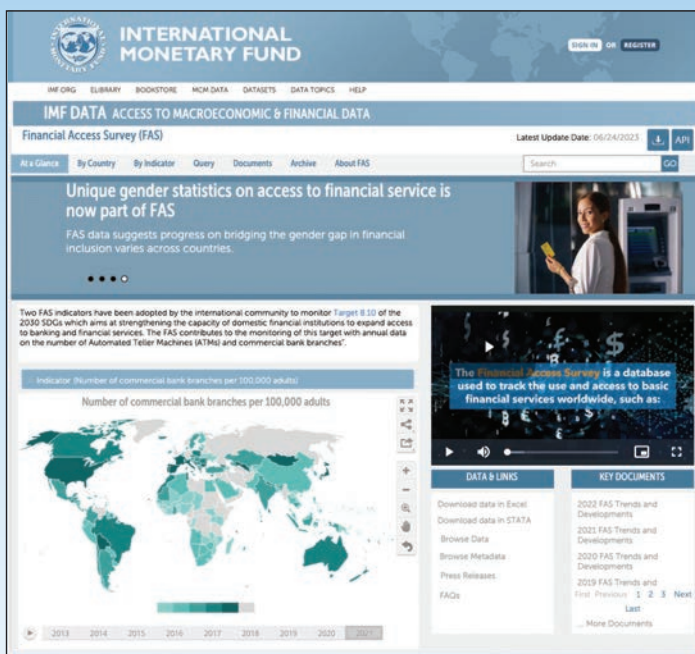 INTERNATIONAL
MONETARY FUND
SIGN IN OR REGISTER
IMF.ORG ELIBRARY BOOKSTORE MCM DATA DATASETS DATA TOPICS HELP
IMF DATA ACCESS TO MACROECONOMIC & FINANCIAL DATA
Financial Access Survey (FAS)
Latest Update Date: 06/24/2023
API
At a Glance By Country By Indicator Query Documents Archive About FAS
Search GO
Unique gender statistics on access to financial service is
now part of FAS
FAS data suggests progress on bridging the gender gap in financial
inclusion varies across countries.
Two FAS indicators have been adopted by the international community to monitor Target 8.10 of the
2030 SDGs which aims at strengthening the capacity of domestic financial institutions to expand access
to banking and financial services. The FAS contributes to the monitoring of this target with annual data
on the number of Automated Teller Machines (ATMs) and commercial bank branches".
Indicator (Number of commercial bank branches per 100,000 adults)
Number of commercial bank branches per 100,000 adults
2013 2014 2015 2016 2017 2018 2019 2020 2021
The Financial Access Survey is a database
used to track the use and access to basic
financial services worldwide, such as:
DATA & LINKS
Download data in Excel
Download data in STATA
Browse Data
Browse Metadata
Press Releases
FAQs
KEY DOCUMENTS
2022 FAS Trends and
Developments
2021 FAS Trends and
Developments
2020 FAS Trends and
Developments
2019 FAS Trends and
First Previous 1 2 3 Next
Last
... More Documents